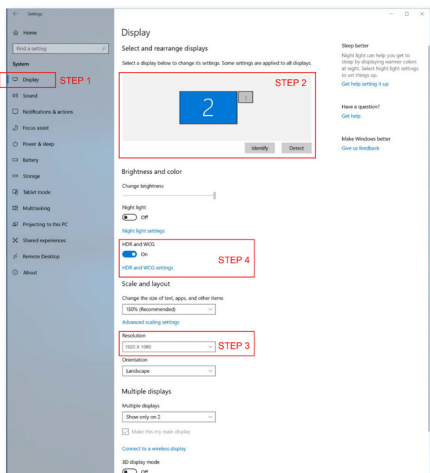 Settings
Home
Find a setting
System
Display
STEP 1
Sound
Notifications & actions
Focus assist
Power & sleep
Battery
Storage
Tablet mode
Multitasking
Projecting to this PC
Shared experiences
Remote Desktop
About
Display
Select and rearrange displays
Select a display below to change its settings. Some settings are applied to all displays.
STEP 2
2
1
Identify
Detect
Brightness and color
Change brightness
Night light
Off
Night light settings
HDR and WCG
On
STEP 4
HDR and WCG settings
Scale and layout
Change the size of text, apps, and other items
150% (Recommended)
Advanced scaling settings
Resolution
1920 X 1080
STEP 3
Orientation
Landscape
Multiple displays
Multiple displays
Show only on 2
Make this my main display
Connect to a wireless display
3D display mode
Off
Sleep better
Night light can help you get to
sleep by displaying warmer colors
at night. Select Night light settings
to set things up.
Get help setting it up
Have a question?
Get help
Make Windows better
Give us feedback